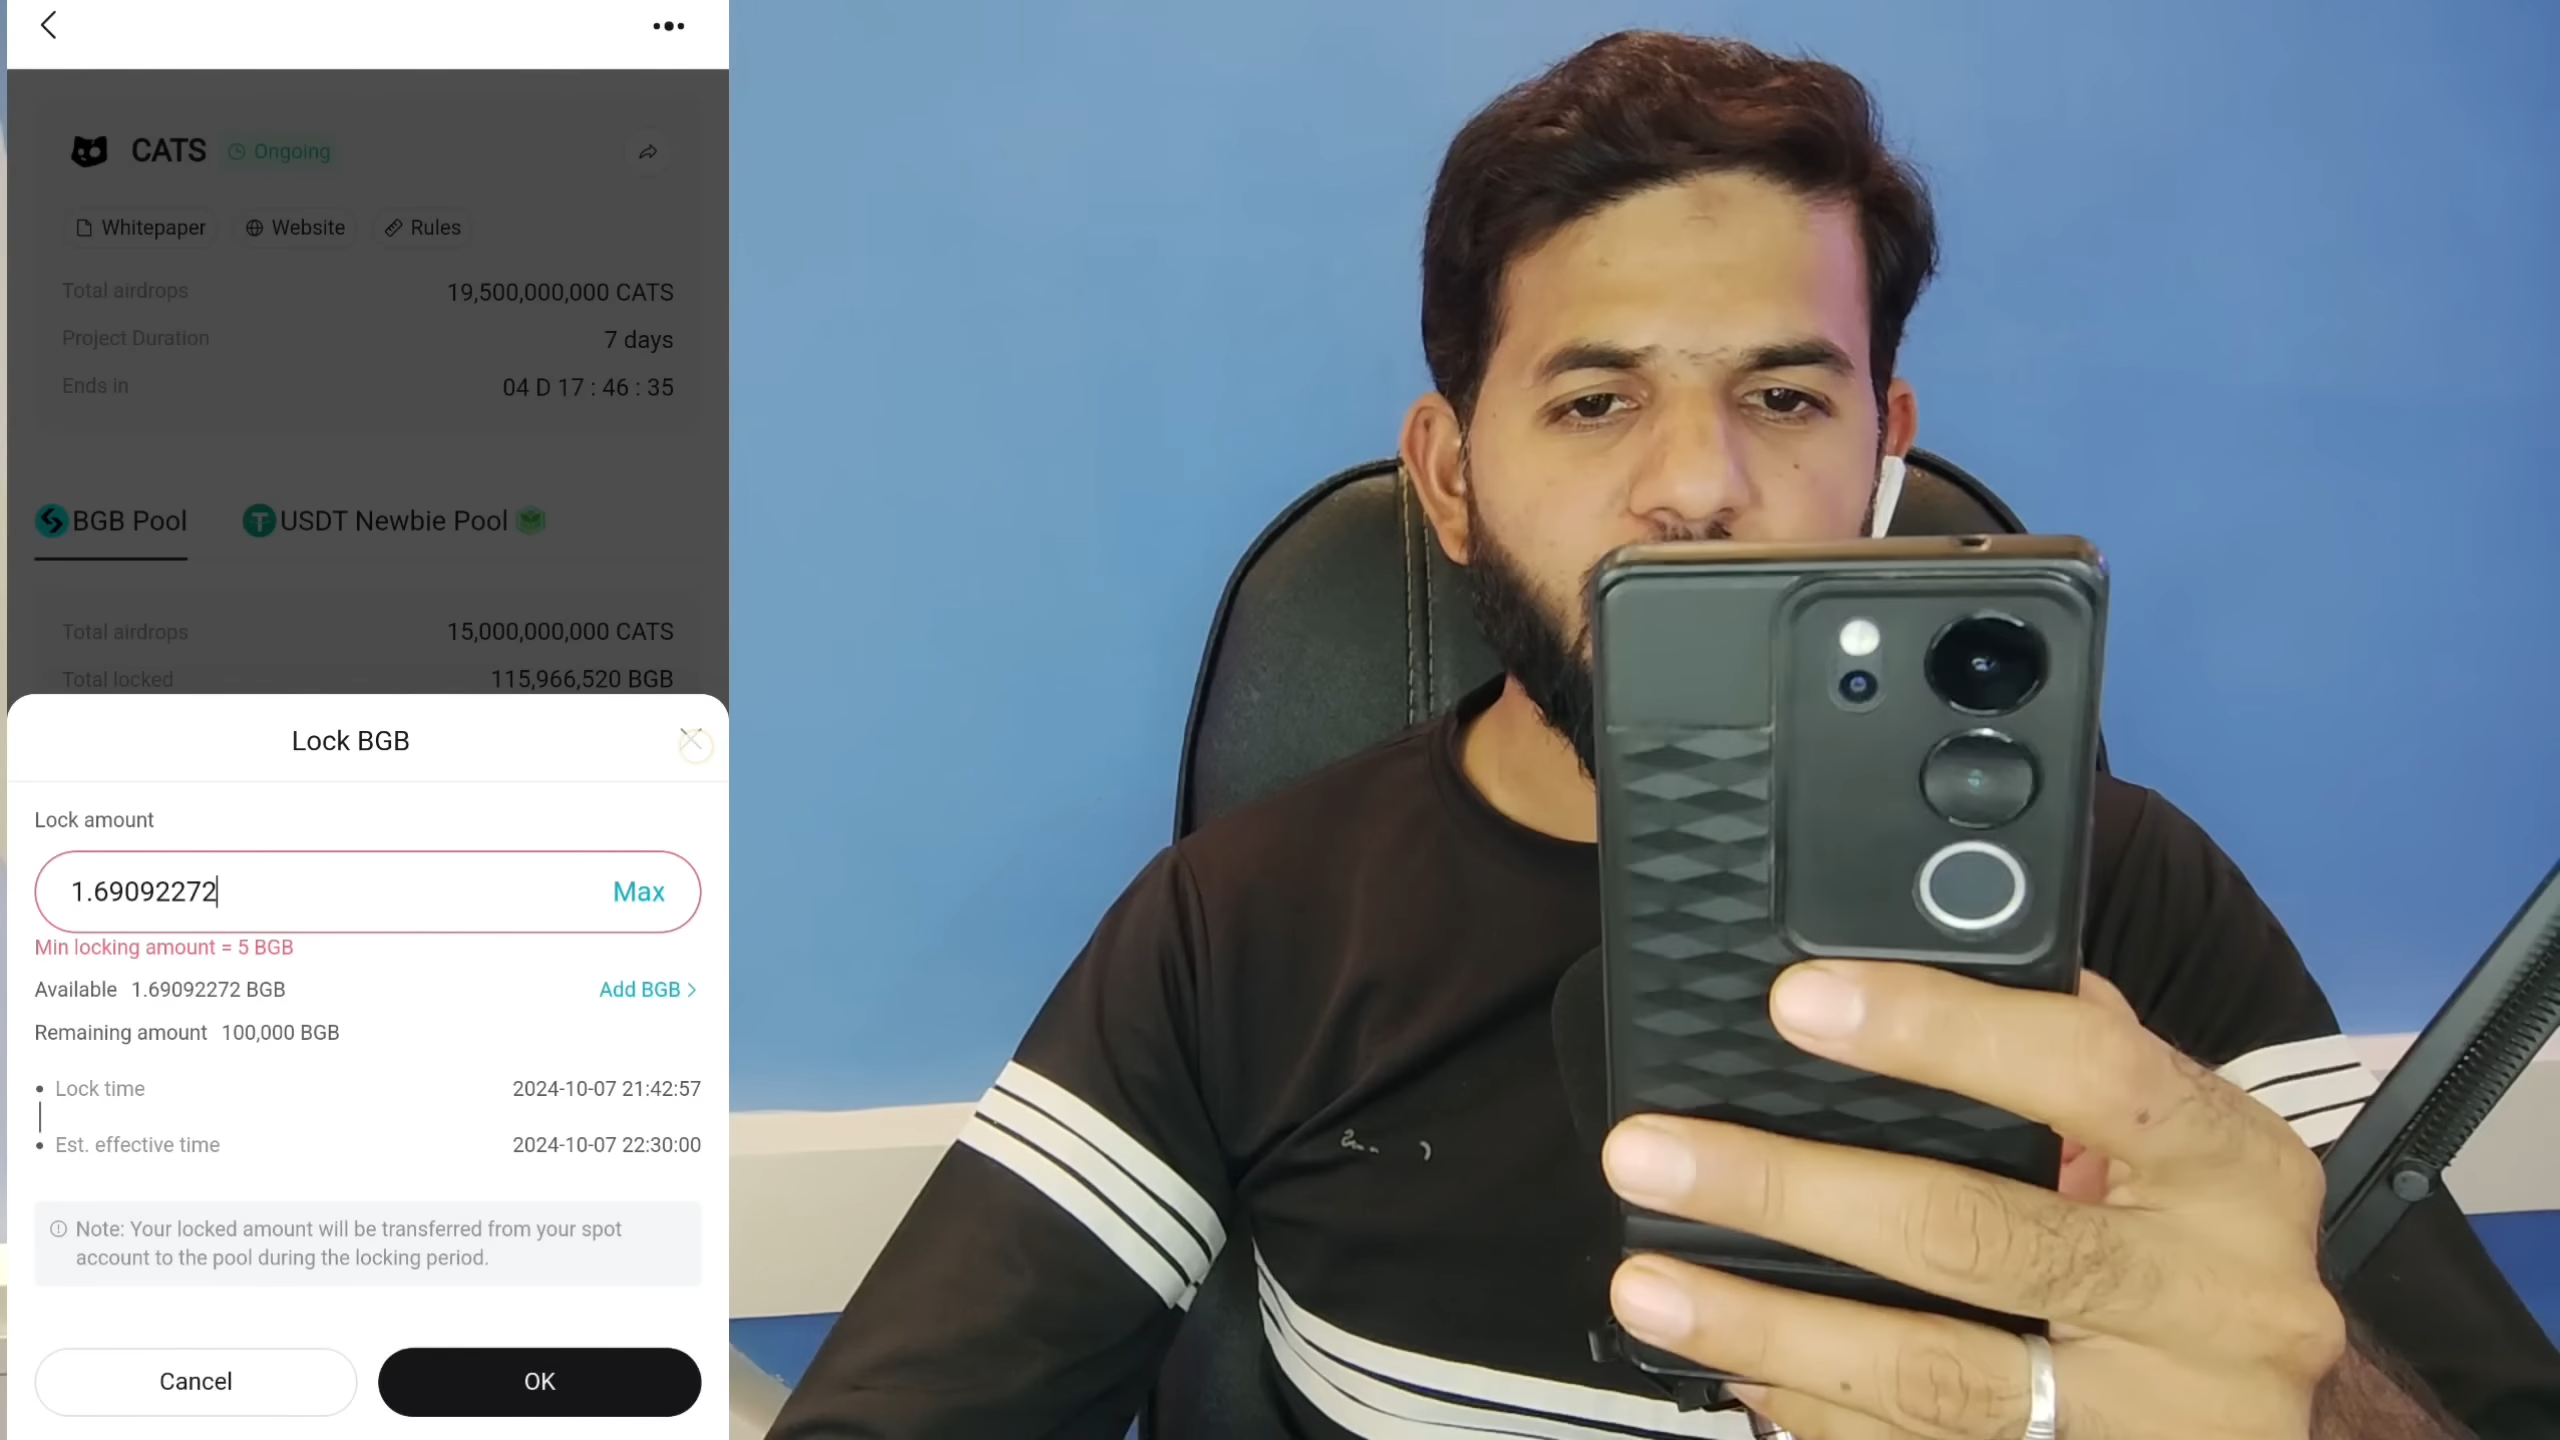 CATS Ongoing
Whitepaper Website Rules
Total airdrops 19,500,000,000 CATS
Project Duration 7 days
Ends in 04 D 17 : 46 : 35
BGB Pool USDT Newbie Pool
Total airdrops 15,000,000,000 CATS
Total locked 115,966,520 BGB
Lock BGB
Lock amount
1.69092272 Max
Min locking amount = 5 BGB
Available 1.69092272 BGB Add BGB >
Remaining amount 100,000 BGB
Lock time 2024-10-07 21:42:57
Est. effective time 2024-10-07 22:30:00
Note: Your locked amount will be transferred from your spot
account to the pool during the locking period.
Cancel OK